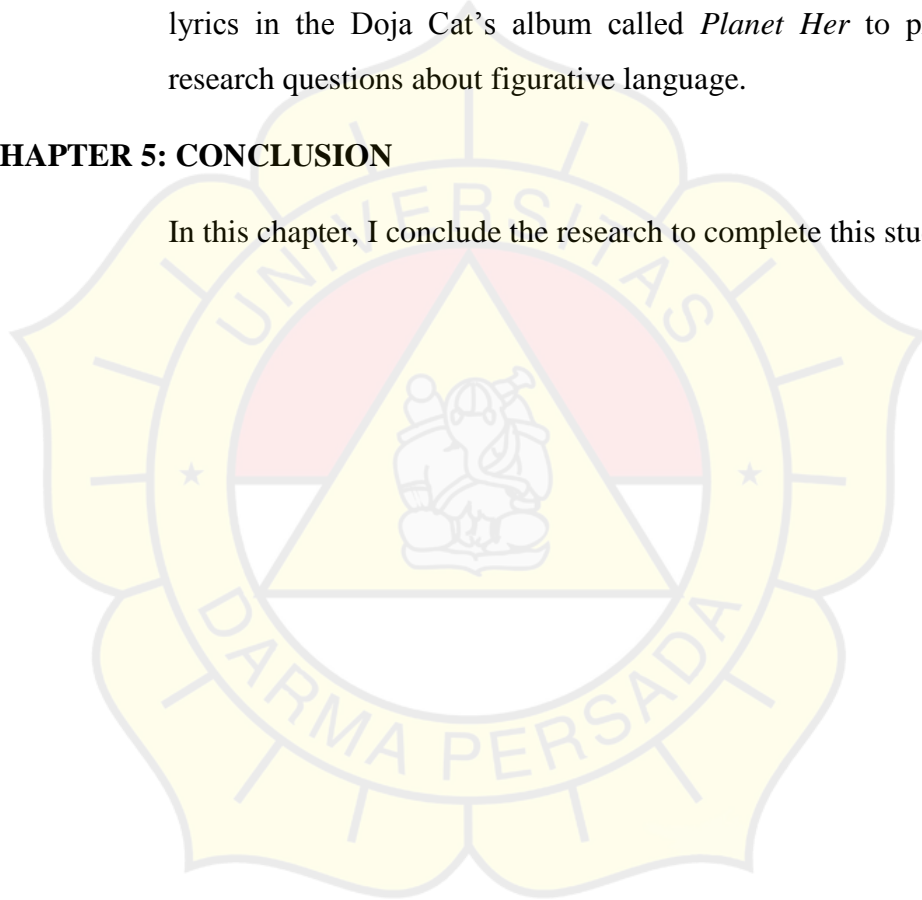 lyrics in the Doja Cat’s album called Planet Her to p
research questions about figurative language.
HAPTER 5: CONCLUSION
In this chapter, I conclude the research to complete this stu
UNIVERSITAS
DARMA PERSADA